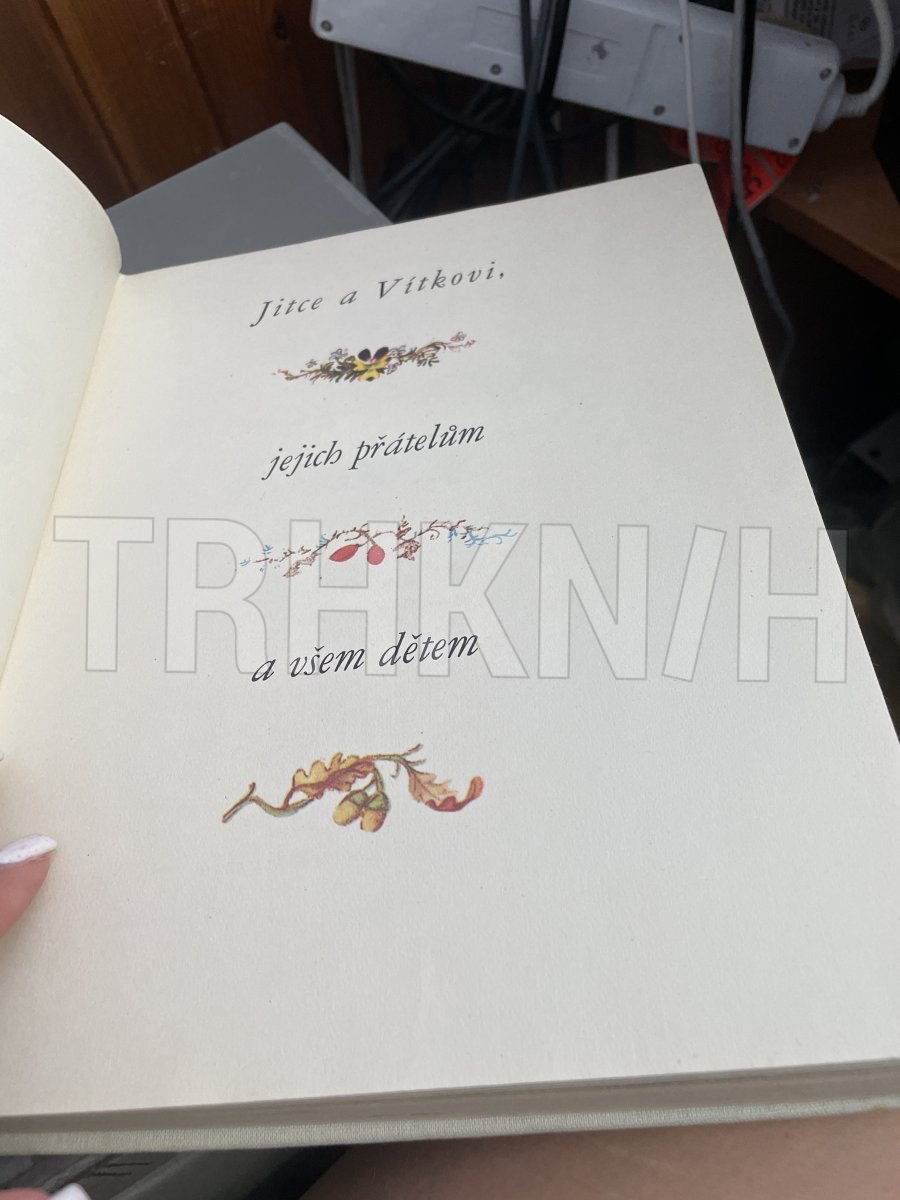 Jitce a Vítkovi,
jejich přátelům
TRHKNIH
a všem dětem